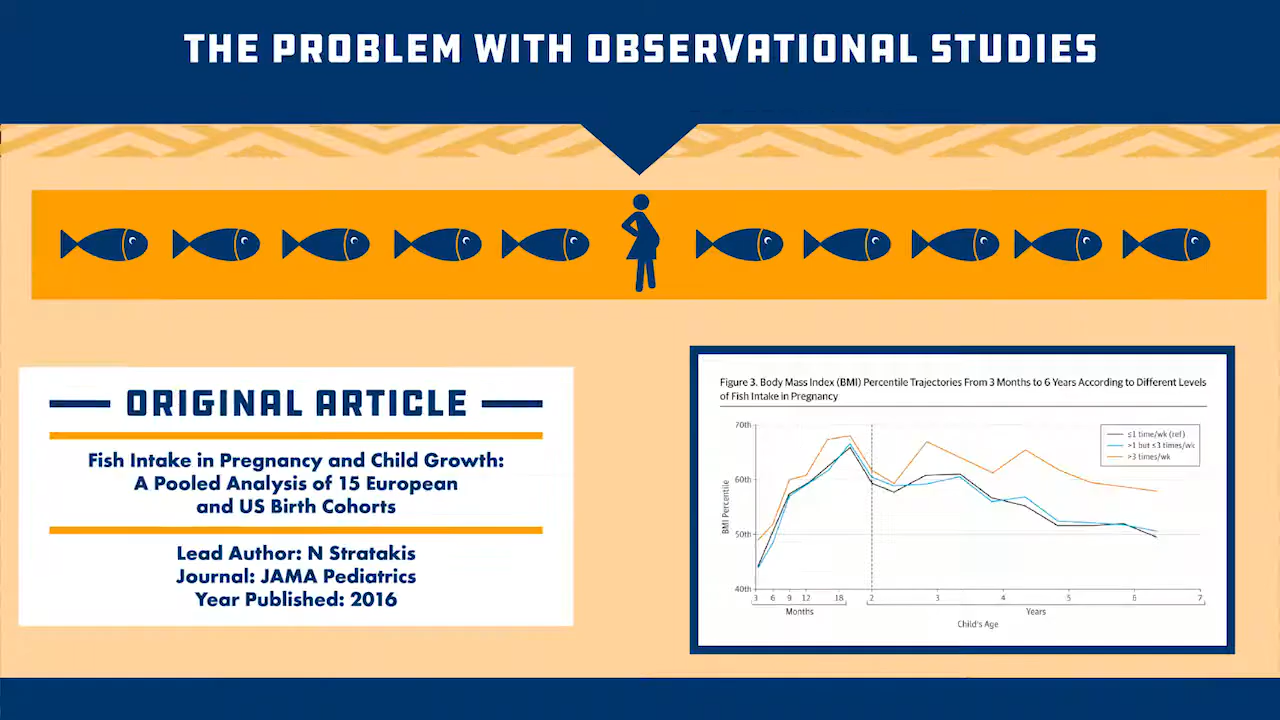 THE PROBLEM WITH OBSERVATIONAL STUDIES
ORIGINAL ARTICLE
Fish Intake in Pregnancy and Child Growth:
A Pooled Analysis of 15 European
and US Birth Cohorts
Lead Author: N Stratakis
Journal: JAMA Pediatrics
Year Published: 2016
Figure 3. Body Mass Index (BMI) Percentile Trajectories From 3 Months to 6 Years According to Different Levels
of Fish Intake in Pregnancy
70th
60th
50th
40th
BMI Percentile
≤1 time/wk (ref)
>1 but ≤3 times/wk
>3 times/wk
3 6 9 12 18 2 3 4 5 6 7
Months Years
Child's Age